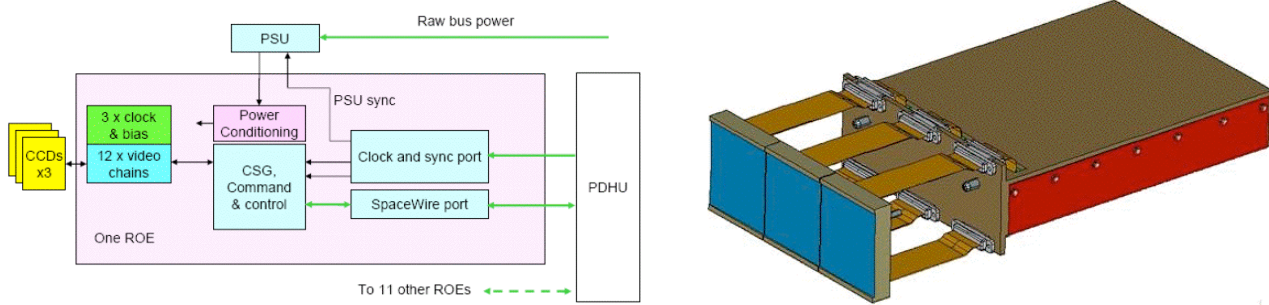 Raw bus power
PSU
PSU sync
3 x clock
& bias
Power
Conditioning
CCDs
x3
12 x video
chains
CSG,
Command
& control
Clock and sync port
SpaceWire port
PDHU
One ROE
To 11 other ROEs